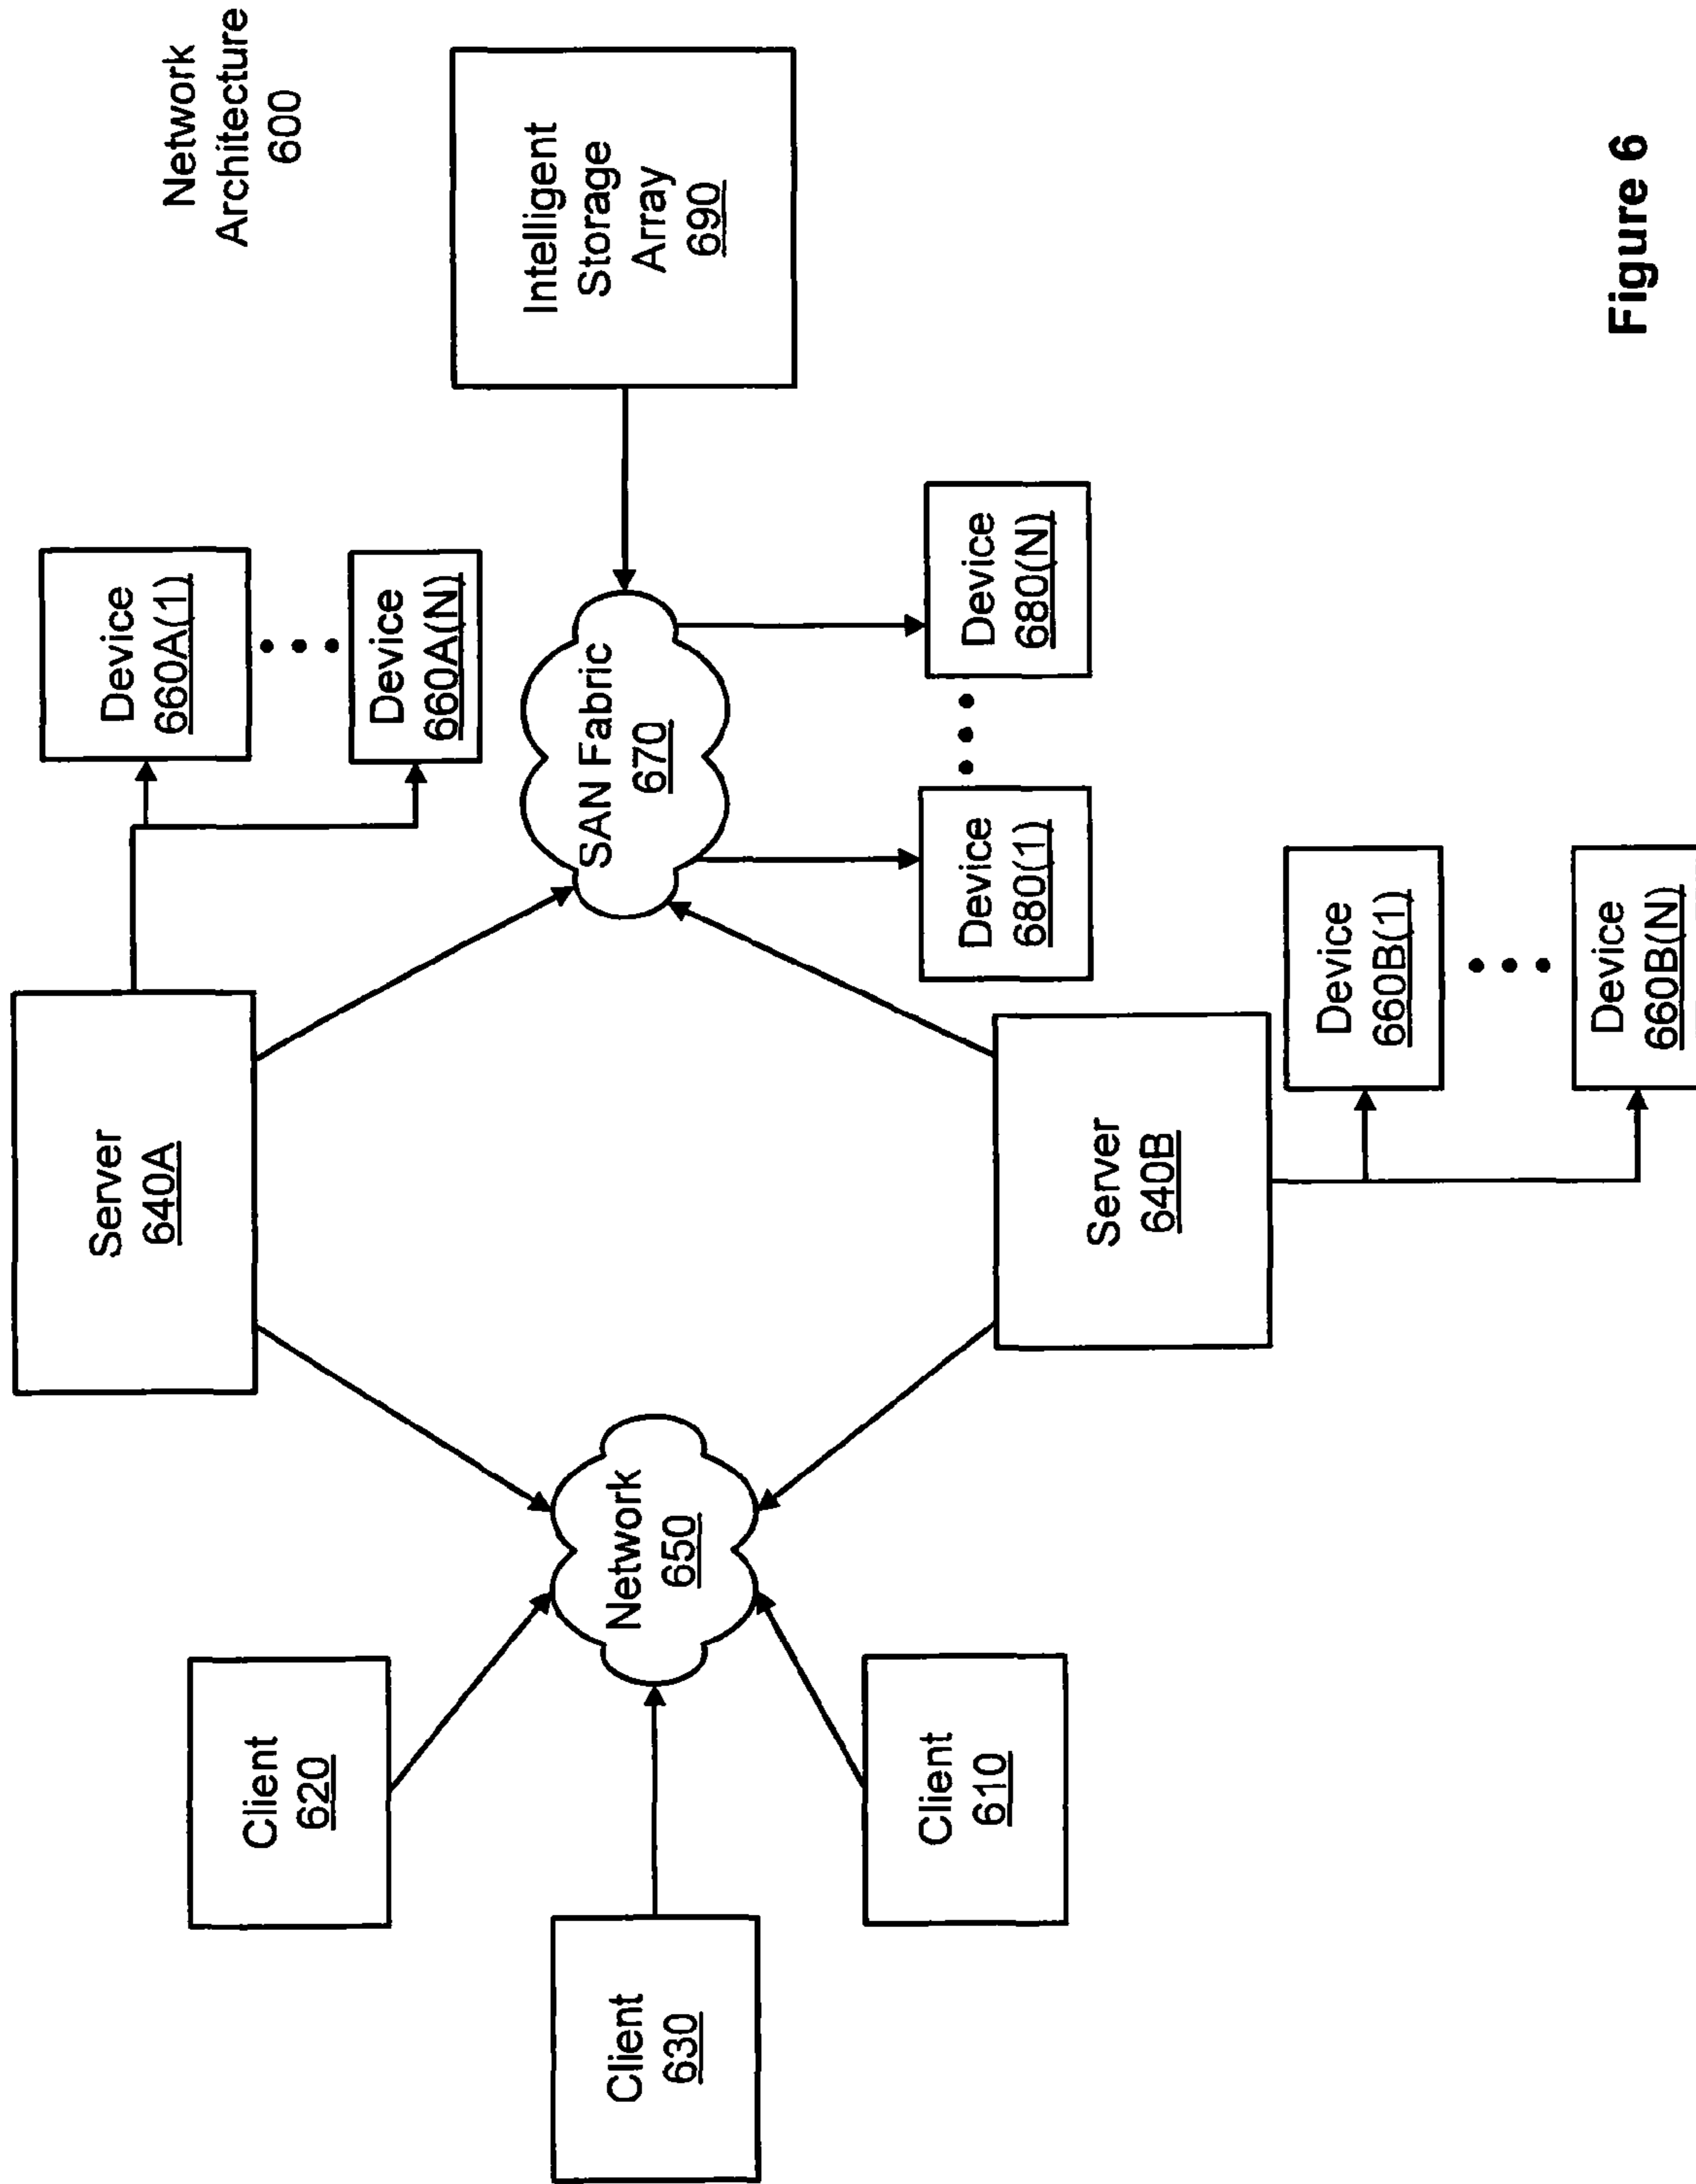 Network
Architecture
600
Intelligent
Storage
Array
690
Device
660A(1)
Device
660A(N)
SAN Fabric
670
Device
680(N)
Device
680(1)
Server
640A
Server
640B
Device
660B(1)
Device
660B(N)
Network
650
Client
620
Client
630
Client
610
Figure 6